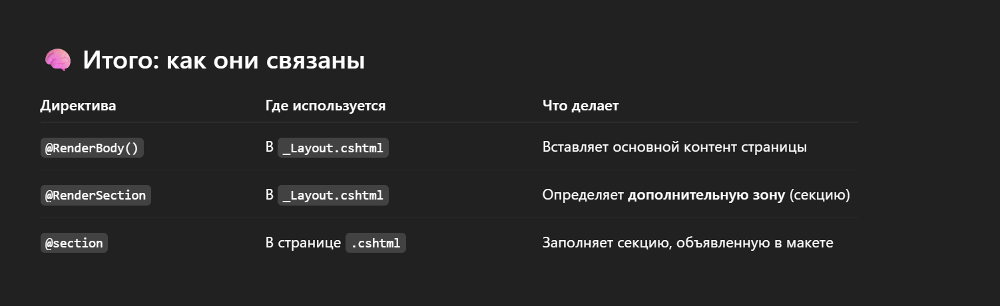 🧠 Итого: как они связаны
Директива Где используется Что делает
@RenderBody() В _Layout.cshtml Вставляет основной контент страницы
@RenderSection В _Layout.cshtml Определяет дополнительную зону (секцию)
@section В странице .cshtml Заполняет секцию, объявленную в макете